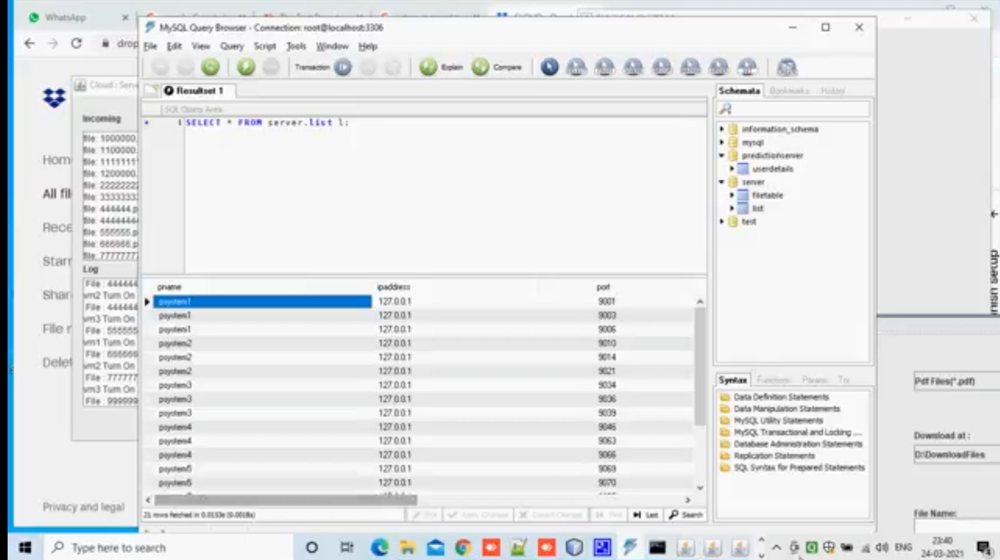 WhatsApp
MySQL Query Browser - Connection: root@localhost:3306
drop
File Edit View Query Script Tools Window Help
Transaction Explain Compare
Cloud : Serve
Resultset 1
Schemata Bookmarks History
SQL Query Area
1 SELECT * FROM server.list l;
Incoming
file: 1000000.
file: 1100000.
file: 1111111
file: 1200000.
file: 22222222
file: 33333333
file: 444444.p
file: 44444444
file: 555555.p
file: 666666.p
file: 7777777
Log
File : 444444
vm2 Turn On
File : 444444
vm3 Turn On
File : 555555
vm1 Turn On
File : 666666
vm2 Turn On
File : 777777
vm3 Turn On
File : 999999
Hom
All fil
Rece
Starr
Shar
File r
Delet
Privacy and legal
information_schema
mysql
predictionserver
userdetails
server
filetable
list
test
pname ipaddress port
psystem1 127.0.0.1 9001
psystem1 127.0.0.1 9003
psystem1 127.0.0.1 9006
psystem2 127.0.0.1 9010
psystem2 127.0.0.1 9014
psystem2 127.0.0.1 9021
psystem3 127.0.0.1 9034
psystem3 127.0.0.1 9036
psystem3 127.0.0.1 9039
psystem4 127.0.0.1 9046
psystem4 127.0.0.1 9063
psystem4 127.0.0.1 9066
psystem5 127.0.0.1 9069
psystem5 127.0.0.1 9070
21 rows fetched in 0.0153s (0.0018s)
Edit Apply Changes Discard Changes First Last Search
Syntax Functions Params Trx
Data Definition Statements
Data Manipulation Statements
MySQL Utility Statements
MySQL Transactional and Locking ....
Database Administration Statements
Replication Statements
SQL Syntax for Prepared Statements
Pdf Files(*.pdf)
Download at :
D:\DownloadFiles
File Name:
Type here to search
ENG
23:40
24-03-2021
4